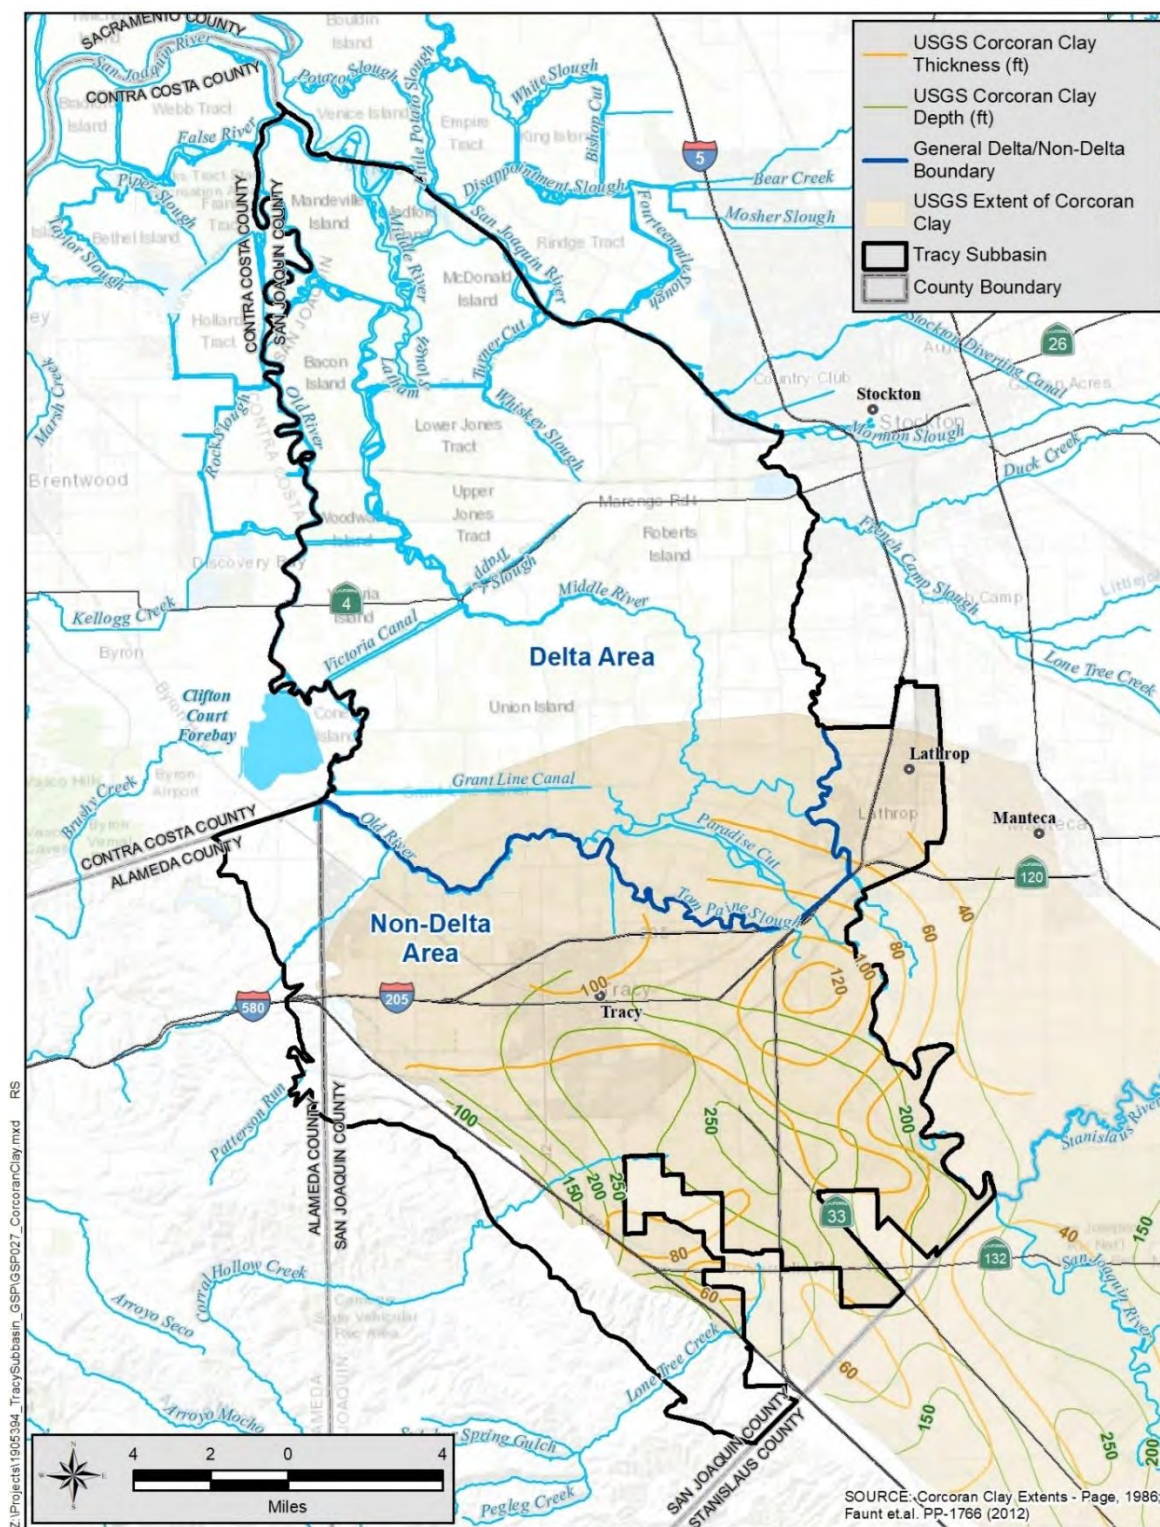 SACRAMENTO COUNTY
San Joaquin River
CONTRA COSTA COUNTY
Bouldin
Island
Potato Slough
Little Potato Slough
White Slough
Bishop Cut
Webb Tract
Venice Island
Empire
Tract
King Island
False River
Piper Slough
Taylor Slough
Bethel Island
Mandeville
Island
Middle River
Disappointment Slough
San Joaquin River
Rindge Tract
Fourteenmile Slough
Bear Creek
Mosher Slough
5
USGS Corcoran Clay
Thickness (ft)
USGS Corcoran Clay
Depth (ft)
General Delta/Non-Delta
Boundary
USGS Extent of Corcoran
Clay
Tracy Subbasin
County Boundary
CONTRA COSTA COUNTY
SAN JOAQUIN COUNTY
McDonald
Island
Turner Cut
Bacon
Island
Latham
Slough
Old River
Rock Slough
Marsh Creek
Whiskey Slough
Lower Jones
Tract
Country Club
Stockton Diverting Canal
26
Stockton
Stockton
Mormon Slough
Duck Creek
Brentwood
Upper
Jones
Tract
Roberts
Island
Trapper
Slough
French Camp Slough
Discovery Bay
Kellogg Creek
4
Middle River
Victoria Canal
Lone Tree Creek
Byron
Delta Area
Union Island
Clifton
Court
Forebay
Coney
Island
Grant Line Canal
Brushy Creek
Byron
Airport
Lathrop
Lathrop
Manteca
Manteca
120
CONTRA COSTA COUNTY
ALAMEDA COUNTY
Old River
Paradise Cut
Tom Paine Slough
Non-Delta
Area
40
60
80
100
120
100
Tracy
Tracy
580
205
Patterson Run
ALAMEDA COUNTY
SAN JOAQUIN COUNTY
100
250
200
150
200
250
Stanislaus River
33
132
40
150
80
60
60
San Joaquin River
Corral Hollow Creek
Arroyo Seco
Arroyo Mocho
Lone Tree Creek
150
250
200
Spring Gulch
Pegleg Creek
SAN JOAQUIN COUNTY
STANISLAUS COUNTY
4 2 0 4
Miles
SOURCE: Corcoran Clay Extents - Page, 1986;
Faunt et.al. PP-1766 (2012)
Z:\Projects\1905394_TracySubbasin_GSP\GSP027_CorcoranClay.mxd RS